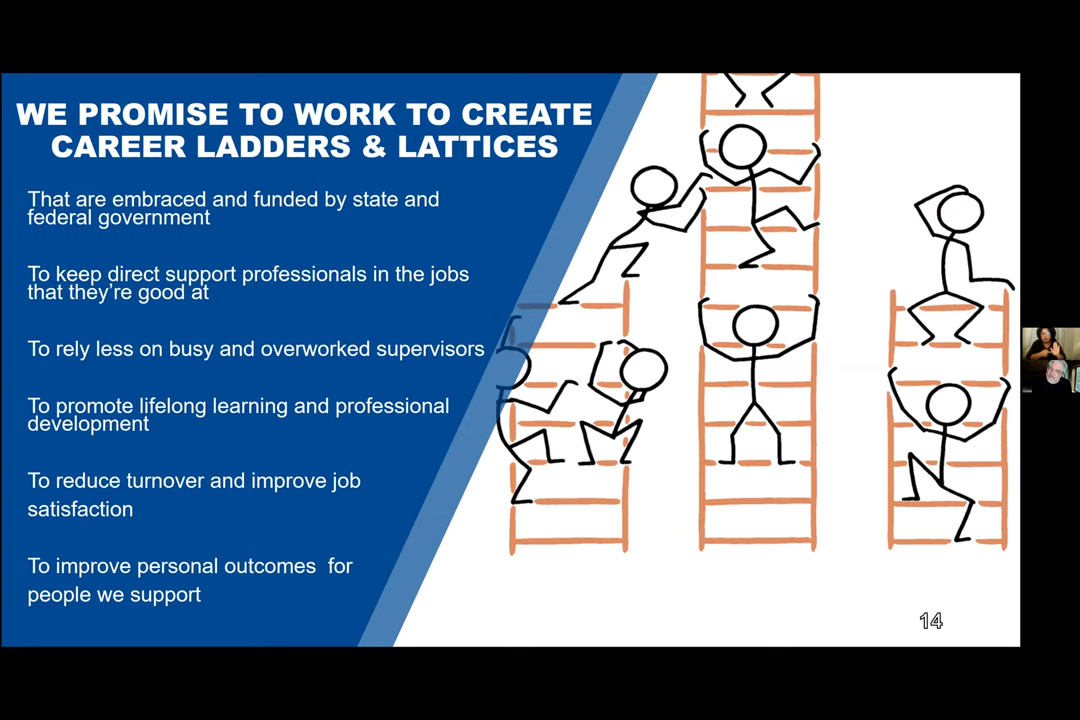 WE PROMISE TO WORK TO CREATE
CAREER LADDERS & LATTICES
That are embraced and funded by state and
federal government
To keep direct support professionals in the jobs
that they’re good at
To rely less on busy and overworked supervisors
To promote lifelong learning and professional
development
To reduce turnover and improve job
satisfaction
To improve personal outcomes  for
people we support
14